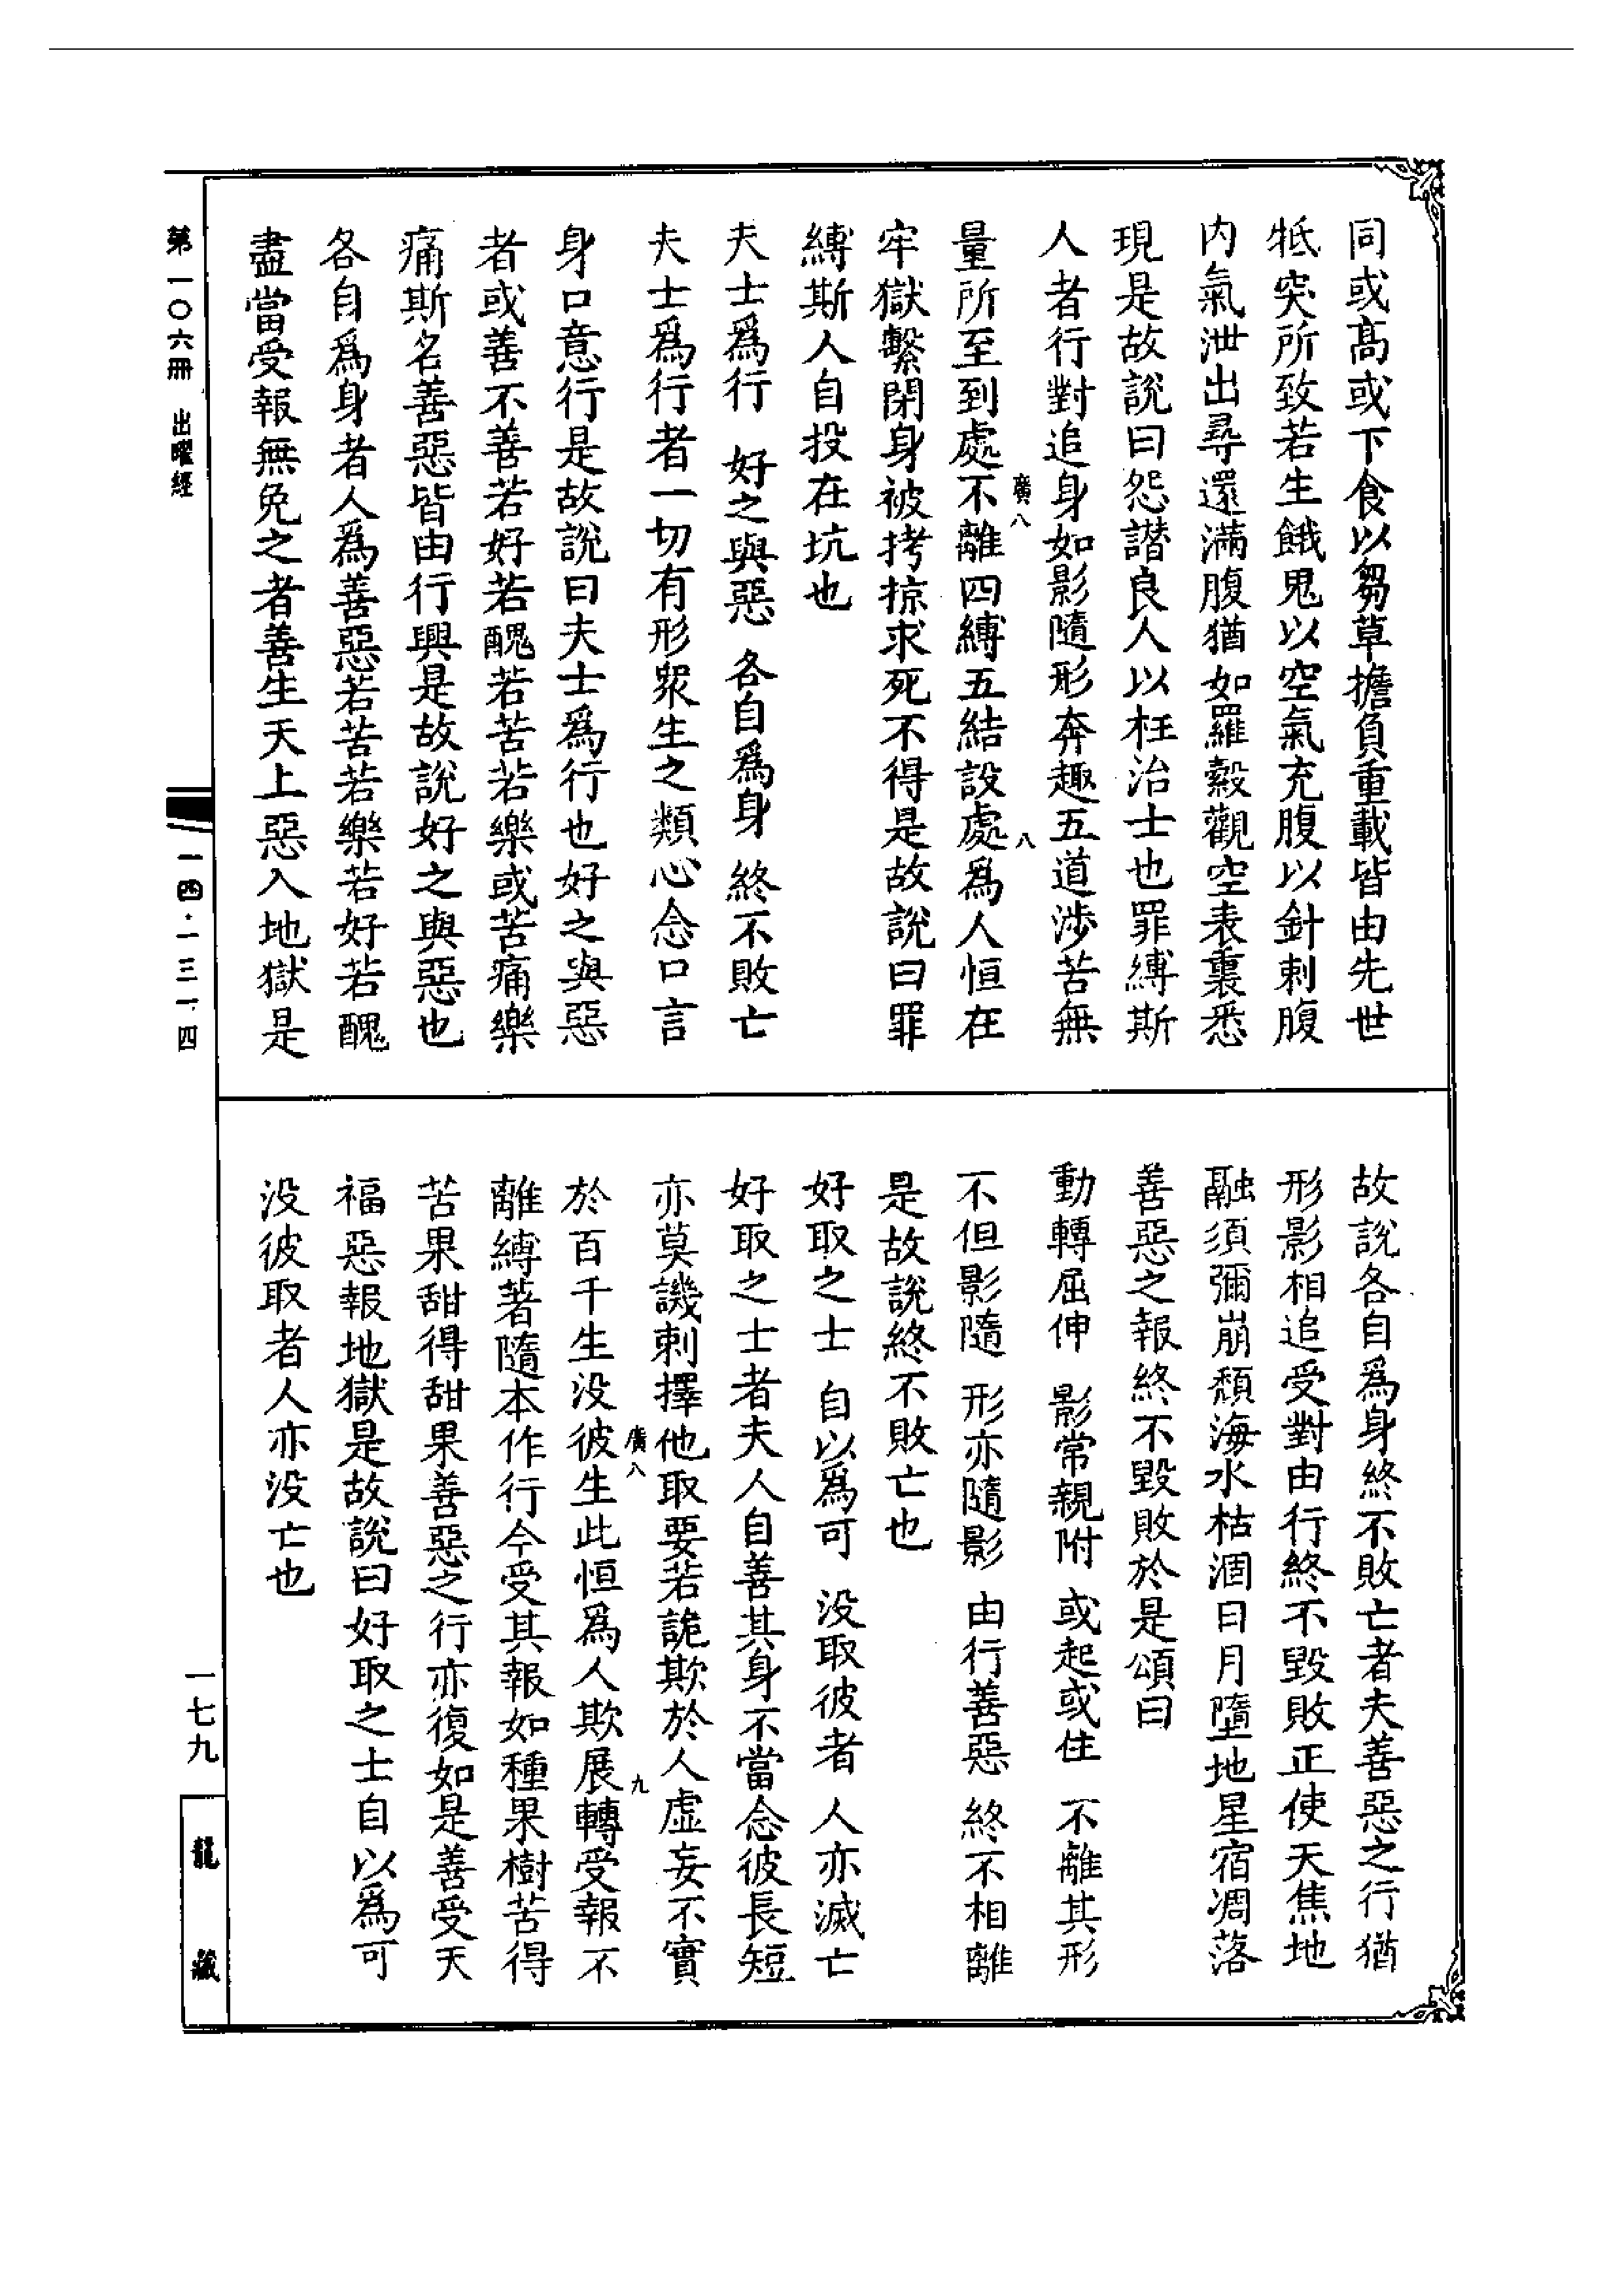 同或高或下食以芻草擔負重載皆由先世
牴突所致若生餓鬼以空氣充腹以針刺腹
内氣泄出尋還滿腹猶如羅縠觀空表裏悉
現是故說曰怨譖良人以枉治士也罪縛斯
人者行對追身如影隨形奔趣五道涉苦無
廣八
八
量所至到處不離四縛五結設處爲人恒在
牢獄繫閉身被拷掠求死不得是故說曰罪
縛斯人自投在坑也
夫士爲行 好之與惡 各自爲身 終不敗亡
夫士爲行者一切有形衆生之類心念口言
身口意行是故說曰夫士爲行也好之與惡
者或善不善若好若醜若苦若樂或苦痛樂
痛斯名善惡皆由行興是故說好之與惡也
各自爲身者人爲善惡若苦若樂若好若醜
盡當受報無免之者善生天上惡入地獄是
故說各自爲身終不敗亡者夫善惡之行猶
形影相追受對由行終不毀敗正使天焦地
融須彌崩頹海水枯涸日月墮地星宿凋落
善惡之報終不毀敗於是頌曰
動轉屈伸 影常親附 或起或住 不離其形
不但影隨 形亦隨影 由行善惡 終不相離
是故說終不敗亡也
好取之士 自以爲可 没取彼者 人亦滅亡
好取之士者夫人自善其身不當念彼長短
亦莫譏刺擇他取要若詭欺於人虛妄不實
廣八
九
於百千生没彼生此恒爲人欺展轉受報不
離縛著隨本作行今受其報如種果樹苦得
苦果甜得甜果善惡之行亦復如是善受天
福惡報地獄是故說曰好取之士自以爲可
没彼取者人亦没亡也
第一〇六冊 出曜經
一四·一三一·四
一七九
龍藏